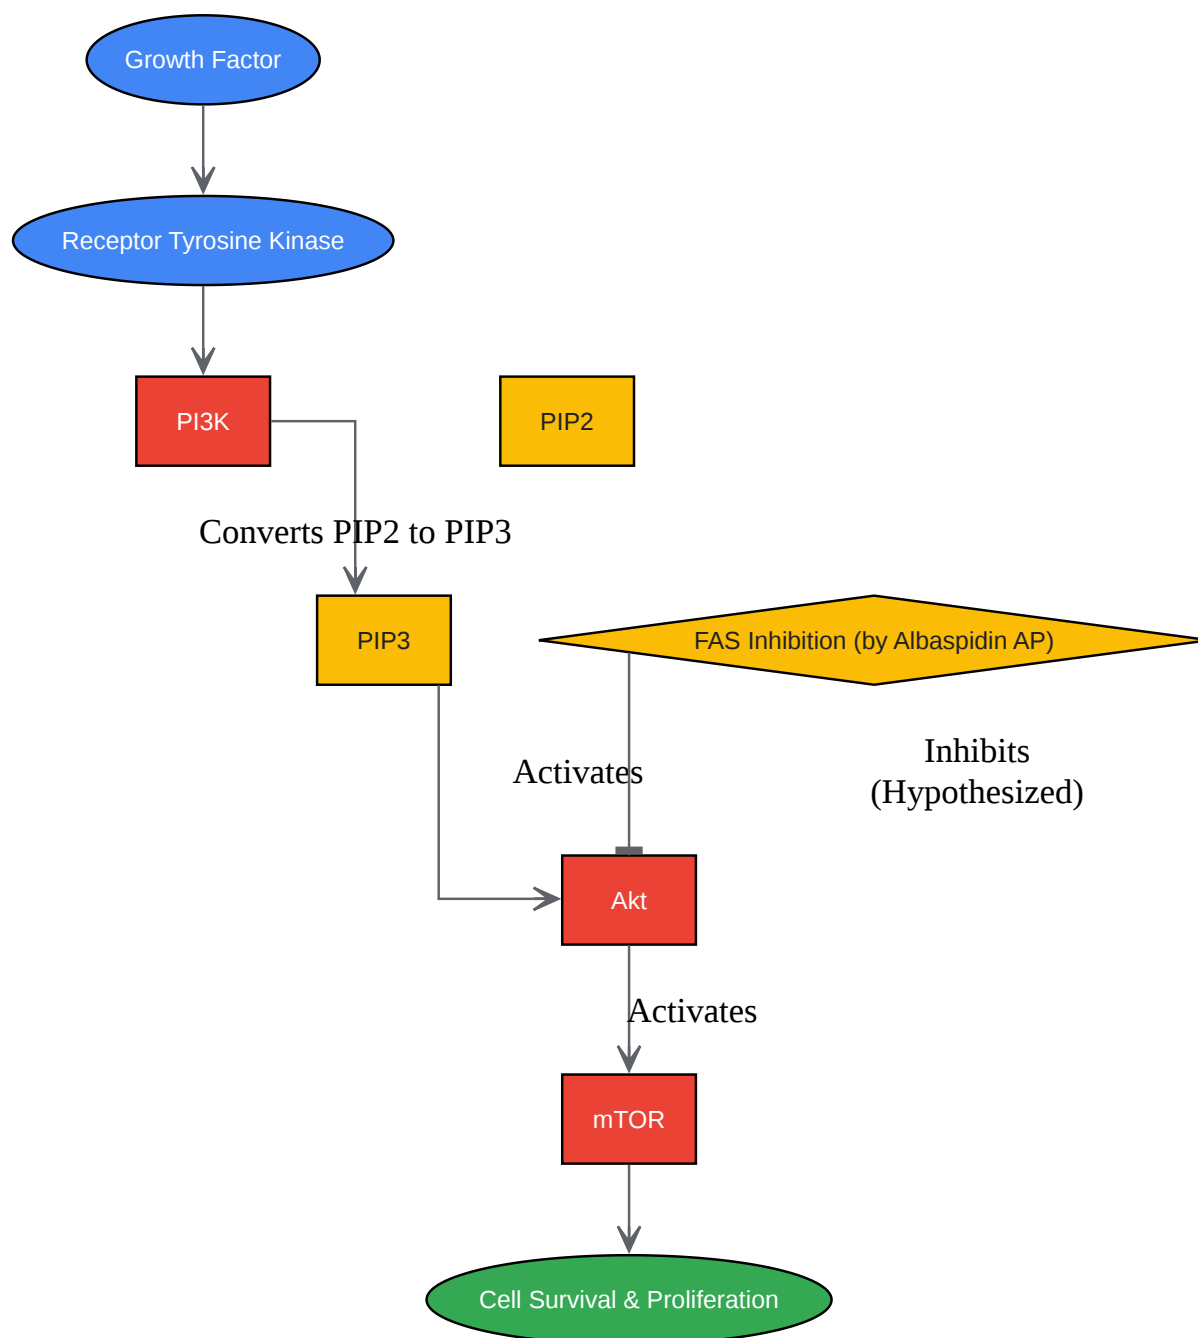 Growth Factor
Receptor Tyrosine Kinase
PI3K
PIP2
Converts PIP2 to PIP3
PIP3
FAS Inhibition (by Albaspidin AP)
Activates
Inhibits
(Hypothesized)
Akt
Activates
mTOR
Cell Survival & Proliferation